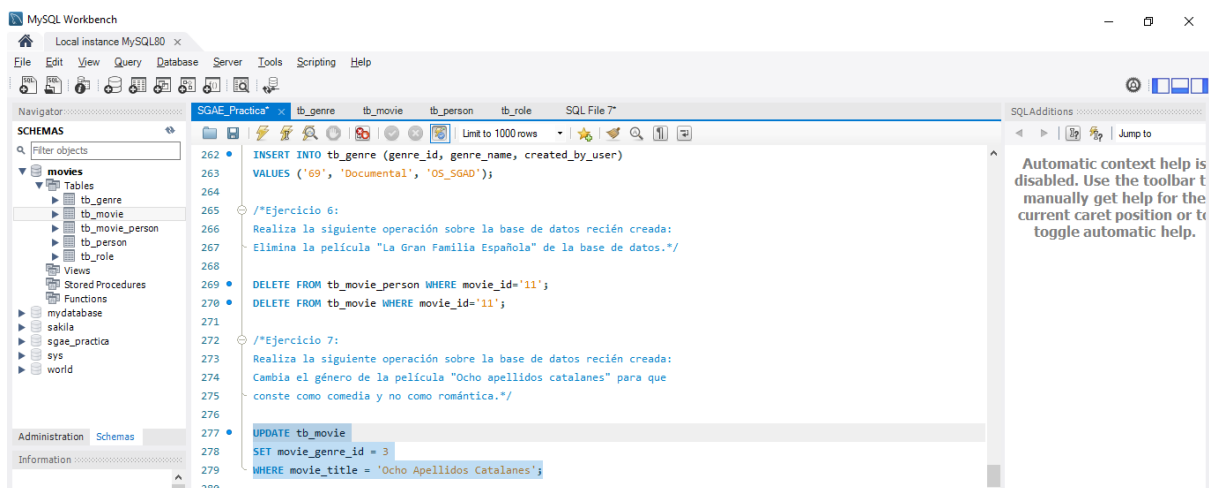 MySQL Workbench
Local instance MySQL80
File Edit View Query Database Server Tools Scripting Help
Navigator
SCHEMAS
Filter objects
movies
Tables
tb_genre
tb_movie
tb_movie_person
tb_person
tb_role
Views
Stored Procedures
Functions
mydatabase
sakila
sgae_practica
sys
world
Administration Schemas
Information
SGAE_Practica* tb_genre tb_movie tb_person tb_role SQL File 7*
Limit to 1000 rows
262 INSERT INTO tb_genre (genre_id, genre_name, created_by_user)
263 VALUES ('69', 'Documental', 'OS_SGAD');
264
265 /*Ejercicio 6:
266 Realiza la siguiente operación sobre la base de datos recién creada:
267 Elimina la película "La Gran Familia Española" de la base de datos.*/
268
269 DELETE FROM tb_movie_person WHERE movie_id='11';
270 DELETE FROM tb_movie WHERE movie_id='11';
271
272 /*Ejercicio 7:
273 Realiza la siguiente operación sobre la base de datos recién creada:
274 Cambia el género de la película "Ocho apellidos catalanes" para que
275 conste como comedia y no como romántica.*/
276
277 UPDATE tb_movie
278 SET movie_genre_id = 3
279 WHERE movie_title = 'Ocho Apellidos Catalanes';
SQLAdditions
Jump to
Automatic context help is
disabled. Use the toolbar t
manually get help for the
current caret position or to
toggle automatic help.